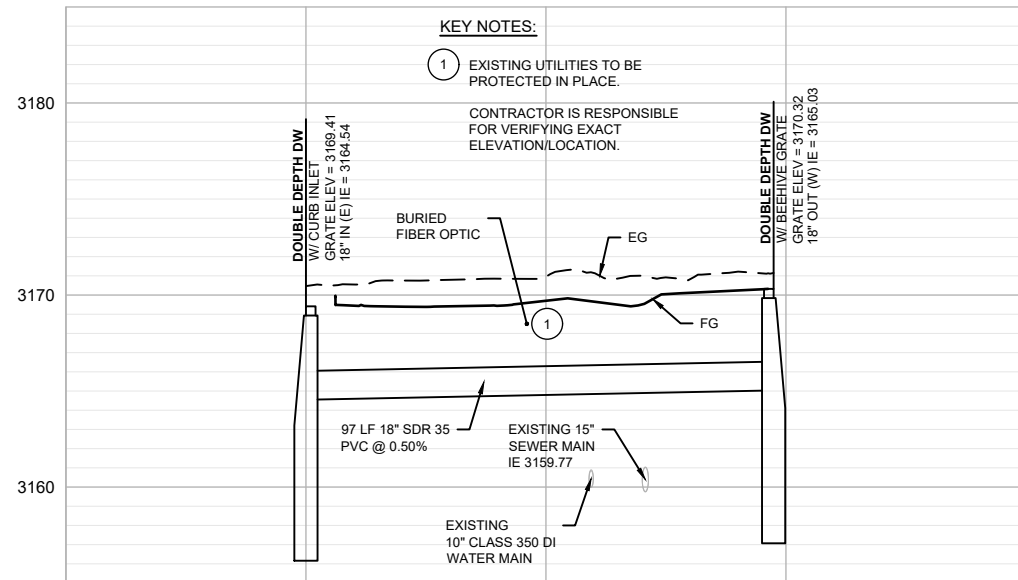 KEY NOTES:
1
EXISTING UTILITIES TO BE
PROTECTED IN PLACE.
CONTRACTOR IS RESPONSIBLE
FOR VERIFYING EXACT
ELEVATION/LOCATION.
3180
DOUBLE DEPTH DW
W/ CURB INLET
GRATE ELEV = 3169.41
18" IN (E) IE = 3164.54
DOUBLE DEPTH DW
W/ BEEHIVE GRATE
GRATE ELEV = 3170.32
18" OUT (W) IE = 3165.03
BURIED
FIBER OPTIC
EG
3170
1
FG
97 LF 18" SDR 35
PVC @ 0.50%
EXISTING 15"
SEWER MAIN
IE 3159.77
3160
EXISTING
10" CLASS 350 DI
WATER MAIN